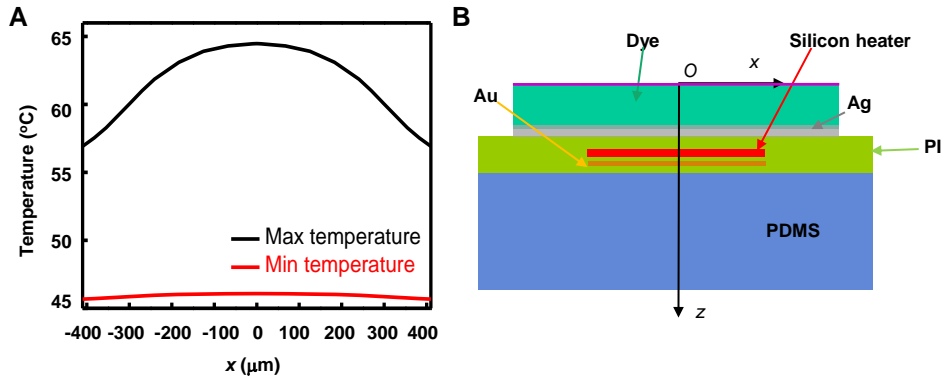 A
Temperature (°C)
65
60
55
50
45
Max temperature
Min temperature
-400 -300 -200 -100 0 100 200 300 400
x (μm)
B
Dye
Silicon heater
O
x
Au
Ag
PI
PDMS
z